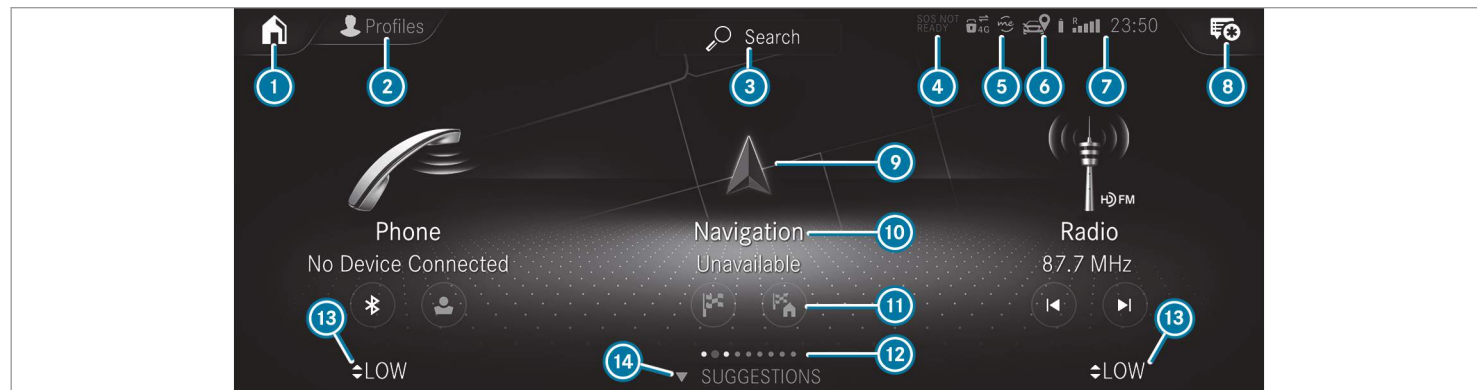 Profiles
Search
SOS NOT
READY
4G
me
R
23:50
1
2
3
4
5
6
7
8
9
HD FM
Phone
Navigation
10
Radio
No Device Connected
Unavailable
87.7 MHz
11
13
13
12
14
LOW
SUGGESTIONS
LOW